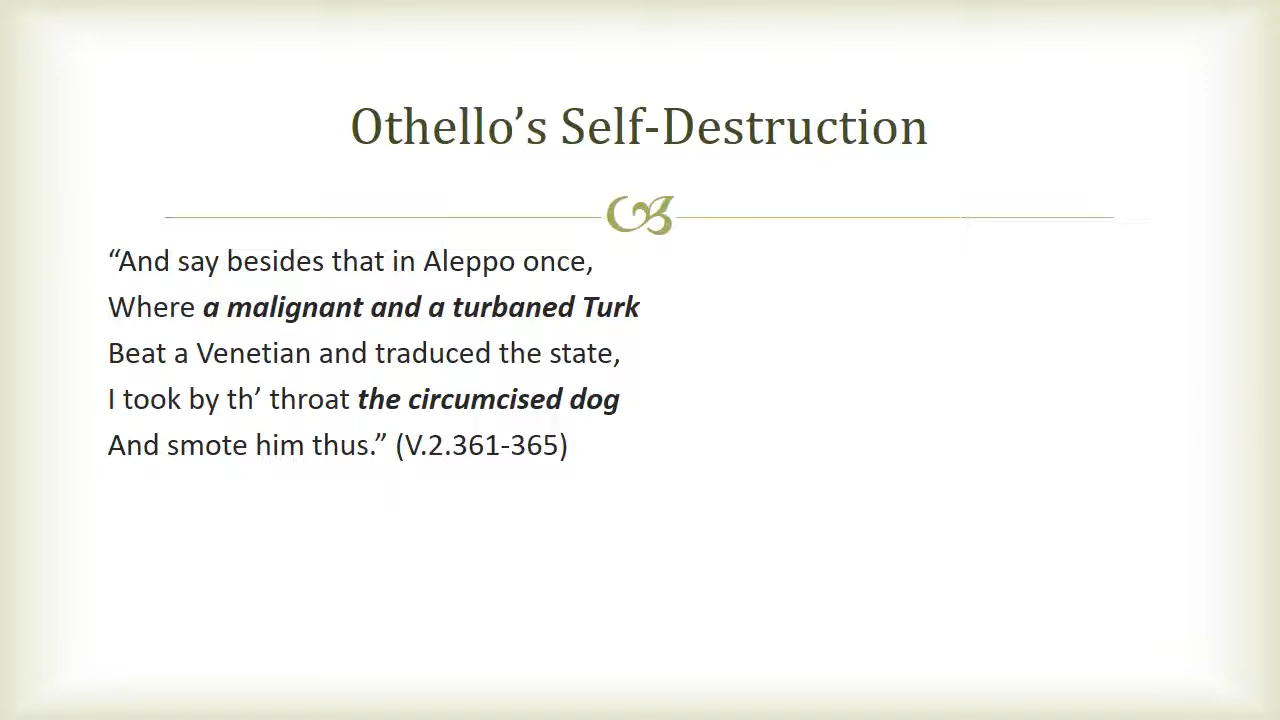 Othello’s Self-Destruction
“And say besides that in Aleppo once,
Where a malignant and a turbaned Turk
Beat a Venetian and traduced the state,
I took by th’ throat the circumcised dog
And smote him thus.” (V.2.361-365)